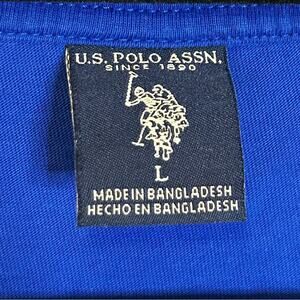 U.S. POLO ASSN.
SINCE 1890
L
MADE IN BANGLADESH
HECHO EN BANGLADESH